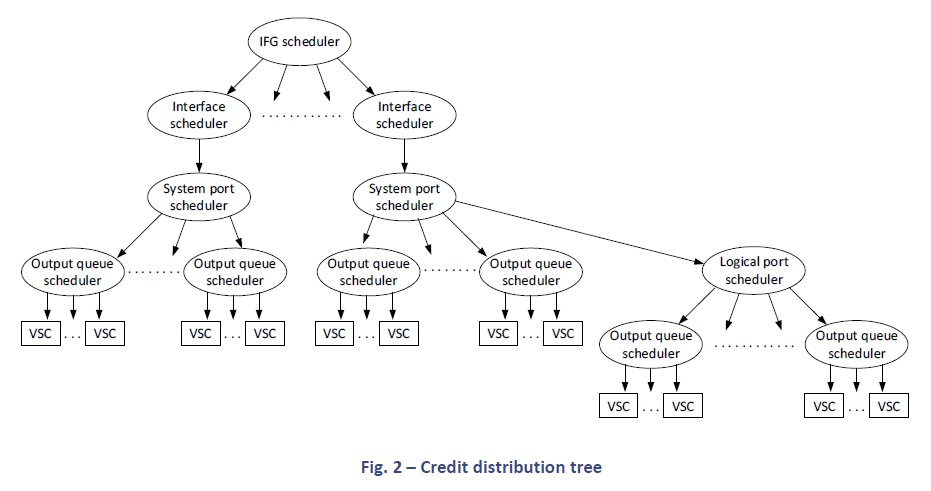 IFG scheduler
Interface
scheduler
. . . . . . . . . . . .
Interface
scheduler
System port
scheduler
System port
scheduler
Output queue
scheduler
. . . . . . . .
Output queue
scheduler
Output queue
scheduler
. . . . . . . .
Output queue
scheduler
Logical port
scheduler
VSC . . . VSC
VSC . . . VSC
VSC . . . VSC
VSC . . . VSC
Output queue
scheduler
. . . . . . . . . . . .
Output queue
scheduler
VSC . . . VSC
VSC . . . VSC
Fig. 2 – Credit distribution tree